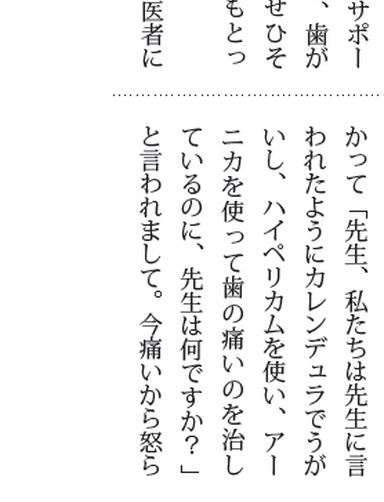 サポー
、歯が
せひそ
もとっ
医者に
かって「先生、私たちは先生に言
われたようにカレンデュラでうが
いし、ハイペリカムを使い、アー
ニカを使って歯の痛いのを治し
ているのに、先生は何ですか？」
と言われまして。今痛いから怒ら